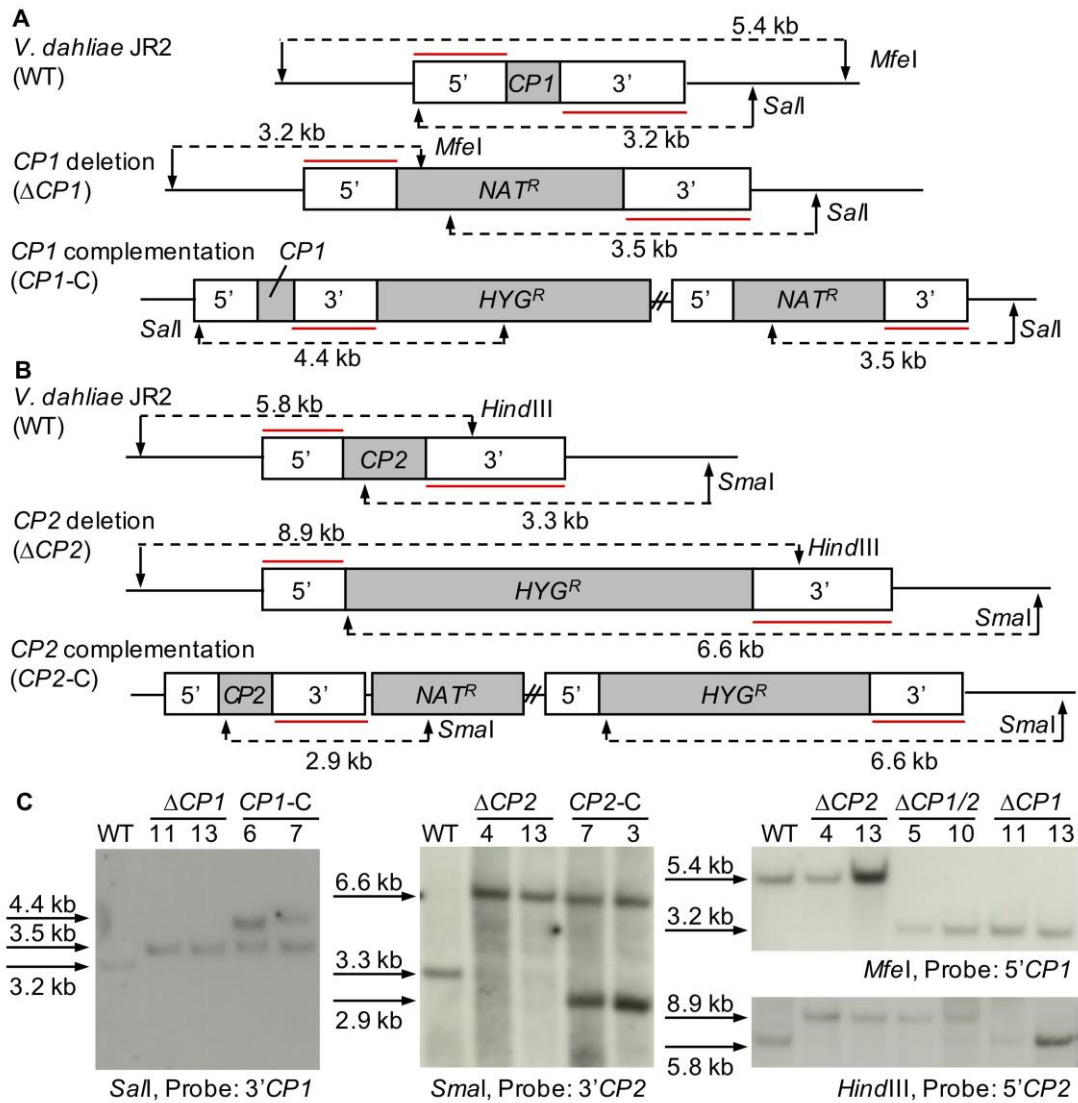 A
V. dahliae JR2
(WT)
5.4 kb
MfeI
5’ CP1 3’
SalI
3.2 kb
3.2 kb
MfeI
CP1 deletion
(ΔCP1)
5’ NATᴿ 3’
SalI
3.5 kb
CP1 complementation
(CP1-C)
CP1
5’ 3’ HYGᴿ 5’ NATᴿ 3’
SalI
SalI
4.4 kb
3.5 kb
B
V. dahliae JR2
(WT)
5.8 kb
HindIII
5’ CP2 3’
SmaI
3.3 kb
CP2 deletion
(ΔCP2)
8.9 kb
HindIII
5’ HYGᴿ 3’
SmaI
6.6 kb
CP2 complementation
(CP2-C)
5’ CP2 3’ NATᴿ 5’ HYGᴿ 3’
SmaI
SmaI
2.9 kb
6.6 kb
C
ΔCP1 CP1-C
WT 11 13 6 7
4.4 kb
3.5 kb
3.2 kb
SalI, Probe: 3’CP1
ΔCP2 CP2-C
WT 4 13 7 3
6.6 kb
3.3 kb
2.9 kb
SmaI, Probe: 3’CP2
ΔCP2 ΔCP1/2 ΔCP1
WT 4 13 5 10 11 13
5.4 kb
3.2 kb
MfeI, Probe: 5’CP1
8.9 kb
5.8 kb
HindIII, Probe: 5’CP2